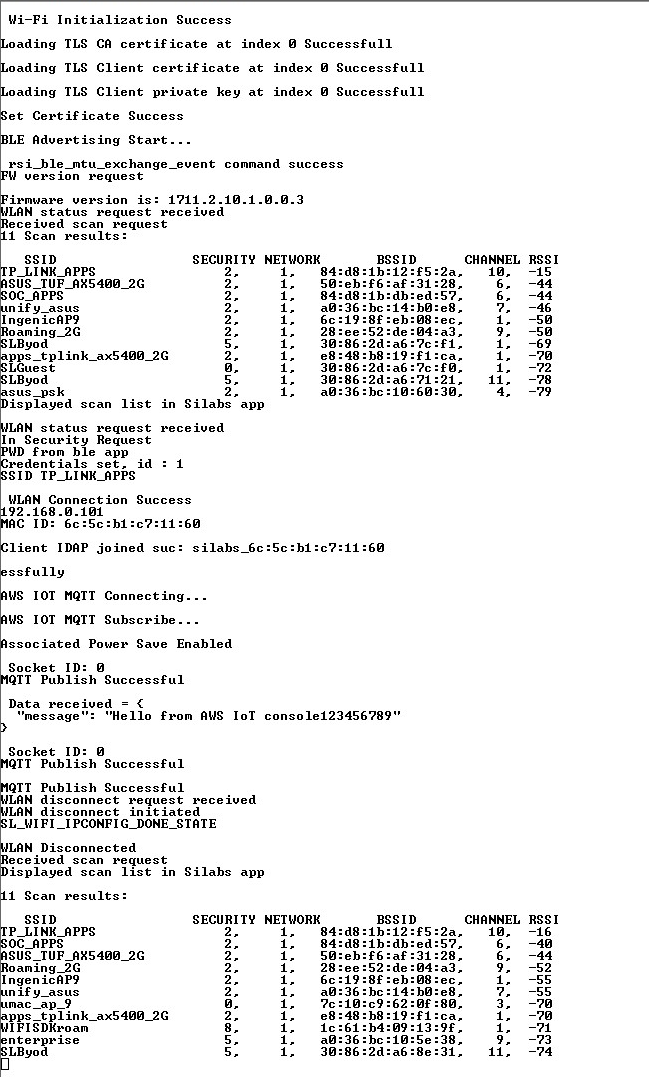 Wi-Fi Initialization Success
Loading TLS CA certificate at index 0 Successfull
Loading TLS Client certificate at index 0 Successfull
Loading TLS Client private key at index 0 Successfull
Set Certificate Success
BLE Advertising Start...
rsi_ble_mtu_exchange_event command success
FW version request
Firmware version is: 1711.2.10.1.0.0.3
WLAN status request received
Received scan request
11 Scan results:
SSID SECURITY NETWORK BSSID CHANNEL RSSI
TP_LINK_APPS 2, 1, 84:d8:1b:12:f5:2a, 10, -15
ASUS_TUF_AX5400_2G 2, 1, 50:eb:f6:af:31:28, 6, -44
SOC_APPS 2, 1, 84:d8:1b:db:ed:57, 6, -44
unify_asus 2, 1, a0:36:bc:14:b0:e8, 7, -46
IngenicAP9 2, 1, 6c:19:8f:eb:08:ec, 1, -50
Roaming_2G 2, 1, 28:ee:52:de:04:a3, 9, -50
SLByod 5, 1, 30:86:2d:a6:7c:f1, 1, -69
apps_tplink_ax5400_2G 2, 1, e8:48:b8:19:f1:ca, 1, -70
SLGuest 0, 1, 30:86:2d:a6:7c:f0, 1, -72
SLByod 5, 1, 30:86:2d:a6:71:21, 11, -78
asus_psk 2, 1, a0:36:bc:10:60:30, 4, -79
Displayed scan list in Silabs app
WLAN status request received
In Security Request
PWD from ble app
Credentials set, id : 1
SSID TP_LINK_APPS
WLAN Connection Success
192.168.0.101
MAC ID: 6c:5c:b1:c7:11:60
Client IDAP joined suc: silabs_6c:5c:b1:c7:11:60
essfully
AWS IOT MQTT Connecting...
AWS IOT MQTT Subscribe...
Associated Power Save Enabled
Socket ID: 0
MQTT Publish Successful
Data received = {
"message": "Hello from AWS IoT console123456789"
}
Socket ID: 0
MQTT Publish Successful
MQTT Publish Successful
WLAN disconnect request received
WLAN disconnect initiated
SL_WIFI_IPCONFIG_DONE_STATE
WLAN Disconnected
Received scan request
Displayed scan list in Silabs app
11 Scan results:
SSID SECURITY NETWORK BSSID CHANNEL RSSI
TP_LINK_APPS 2, 1, 84:d8:1b:12:f5:2a, 10, -16
SOC_APPS 2, 1, 84:d8:1b:db:ed:57, 6, -40
ASUS_TUF_AX5400_2G 2, 1, 50:eb:f6:af:31:28, 6, -44
Roaming_2G 2, 1, 28:ee:52:de:04:a3, 9, -52
IngenicAP9 2, 1, 6c:19:8f:eb:08:ec, 1, -55
unify_asus 2, 1, a0:36:bc:14:b0:e8, 7, -55
umac_ap_9 0, 1, 7c:10:c9:62:0f:80, 3, -70
apps_tplink_ax5400_2G 2, 1, e8:48:b8:19:f1:ca, 1, -70
WIFISDKroam 8, 1, 1c:61:b4:09:13:9f, 1, -71
enterprise 5, 1, a0:36:bc:10:5e:38, 9, -73
SLByod 5, 1, 30:86:2d:a6:8e:31, 11, -74